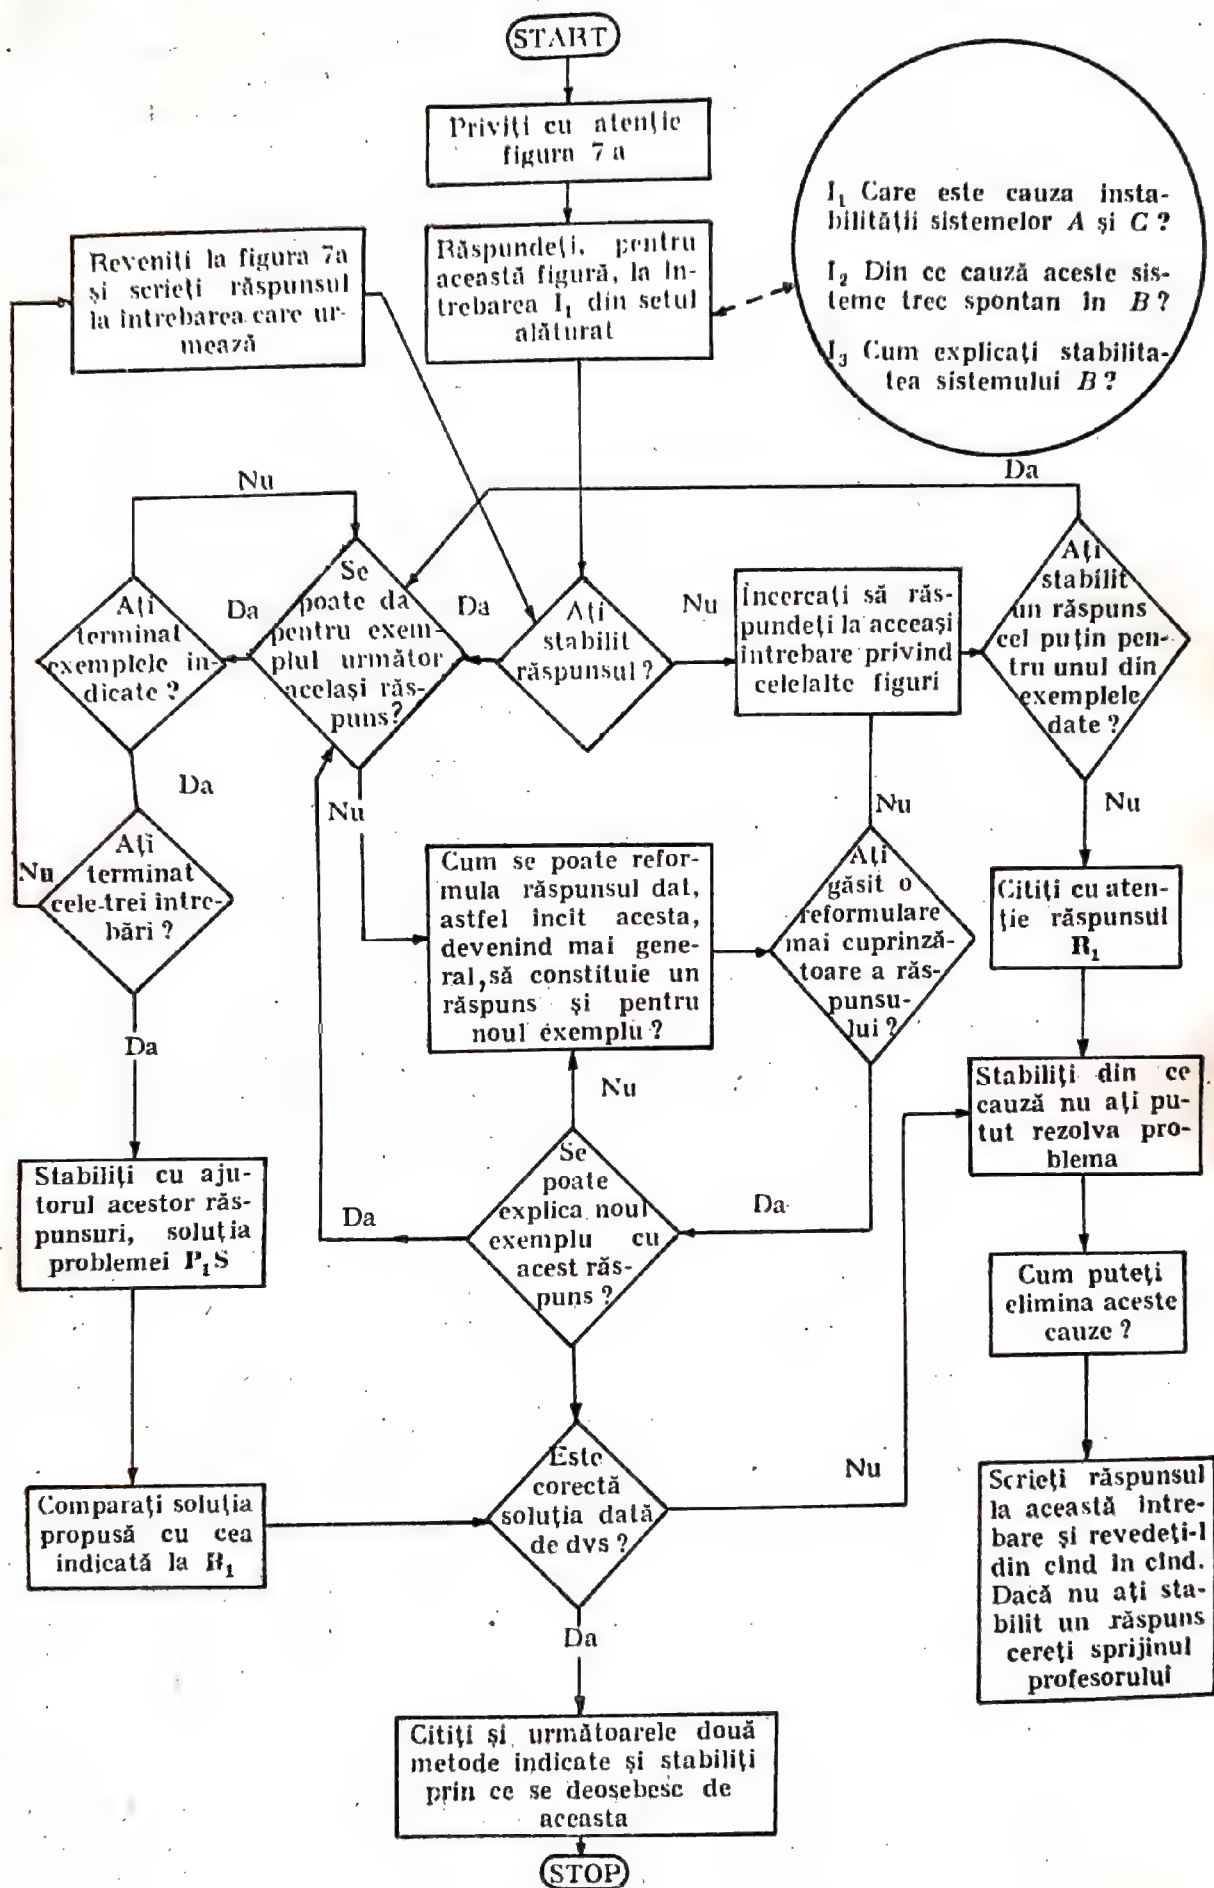 START
Priviți cu atenție
figura 7 a
I₁ Care este cauza insta-
bilității sistemelor A și C ?
I₂ Din ce cauză aceste sis-
teme trec spontan în B ?
I₃ Cum explicați stabilita-
tea sistemului B ?
Răspundeți, pentru
această figură, la în-
trebarea I₁ din setul
alăturat
Reveniți la figura 7a
și scrieți răspunsul
la întrebarea care ur-
mează
Nu
Da
Ați
terminat
exemplele in-
dicate ?
Da
Se
poate da
pentru exem-
plul următor
același răs-
puns?
Da
Ați
stabilit
răspunsul ?
Nu
Încercați să răs-
pundeți la aceeași
întrebare privind
celelalte figuri
Ați
stabilit
un răspuns
cel puțin pen-
tru unul din
exemplele
date ?
Da
Nu
Nu
Nu
Nu
Ați
terminat
cele-trei între-
bări ?
Cum se poate refor-
mula răspunsul dat,
astfel încît acesta,
devenind mai gene-
ral, să constituie un
răspuns și pentru
noul exemplu ?
Ați
găsit o
reformulare
mai cuprinză-
toare a răs-
punsu-
lui ?
Citiți cu aten-
ție răspunsul
R₁
Da
Nu
Stabiliți din ce
cauză nu ați pu-
tut rezolva pro-
blema
Stabiliți cu aju-
torul acestor răs-
punsuri, soluția
problemei P₁S
Da
Se
poate
explica noul
exemplu cu
acest răs-
puns ?
Da
Cum puteți
elimina aceste
cauze ?
Comparați soluția
propusă cu cea
indicată la R₁
Este
corectă
soluția dată
de dvs ?
Nu
Scrieți răspunsul
la această între-
bare și revedeți-l
din cînd în cînd.
Dacă nu ați sta-
bilit un răspuns
cereți sprijinul
profesorului
Da
Citiți și următoarele două
metode indicate și stabiliți
prin ce se deosebesc de
aceasta
STOP